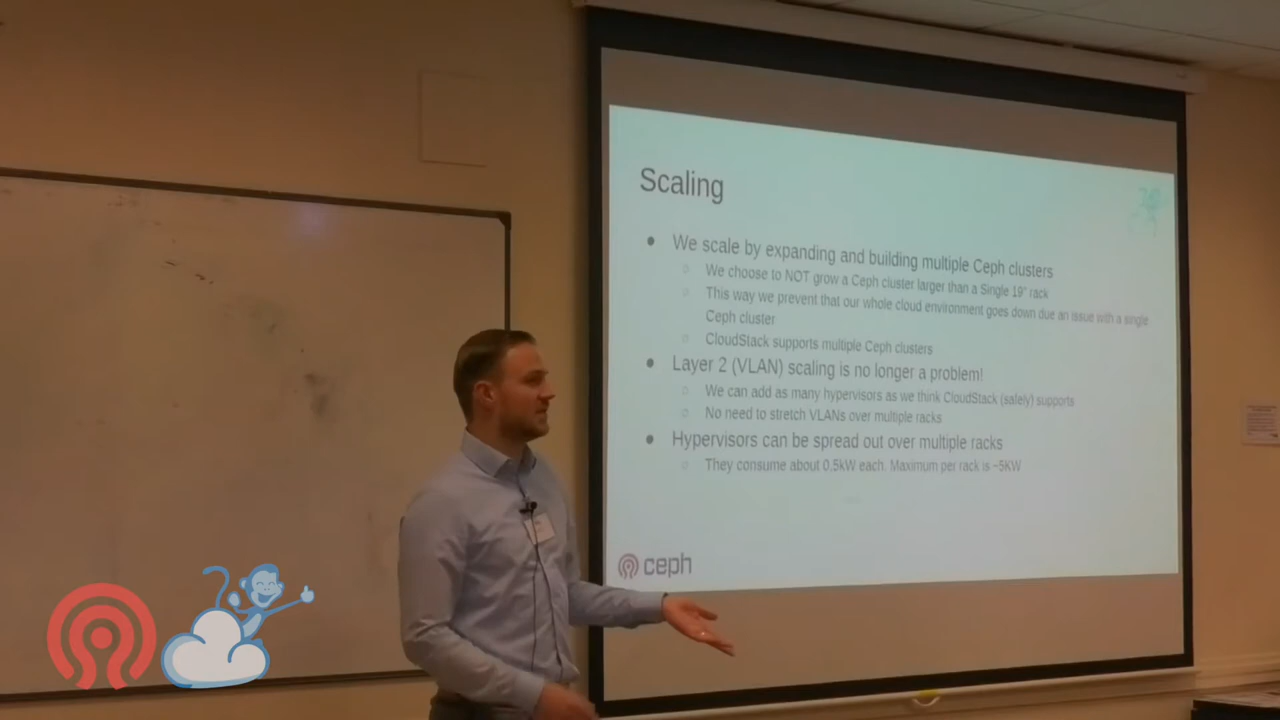 Scaling
● We scale by expanding and building multiple Ceph clusters
○ We choose to NOT grow a Ceph cluster larger than a Single 19" rack
○ This way we prevent that our whole cloud environment goes down due an issue with a single
Ceph cluster
○ CloudStack supports multiple Ceph clusters
● Layer 2 (VLAN) scaling is no longer a problem!
○ We can add as many hypervisors as we think CloudStack (safely) supports
○ No need to stretch VLANs over multiple racks
● Hypervisors can be spread out over multiple racks
○ They consume about 0.5kW each. Maximum per rack is ~5KW
ceph